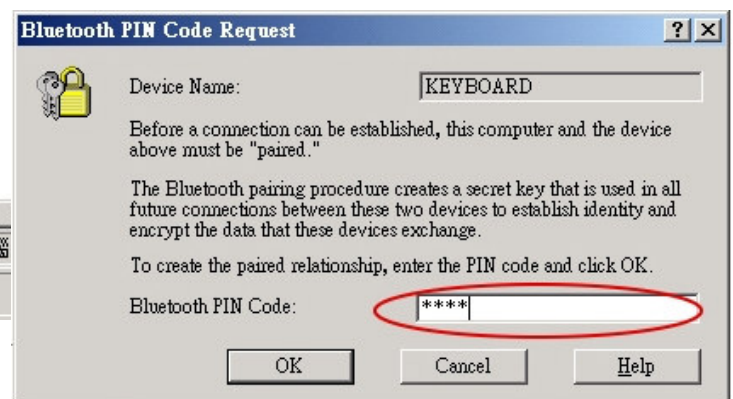 Bluetooth PIN Code Request
Device Name: KEYBOARD
Before a connection can be established, this computer and the device
above must be "paired."
The Bluetooth pairing procedure creates a secret key that is used in all
future connections between these two devices to establish identity and
encrypt the data that these devices exchange.
To create the paired relationship, enter the PIN code and click OK.
Bluetooth PIN Code: ****
OK Cancel Help